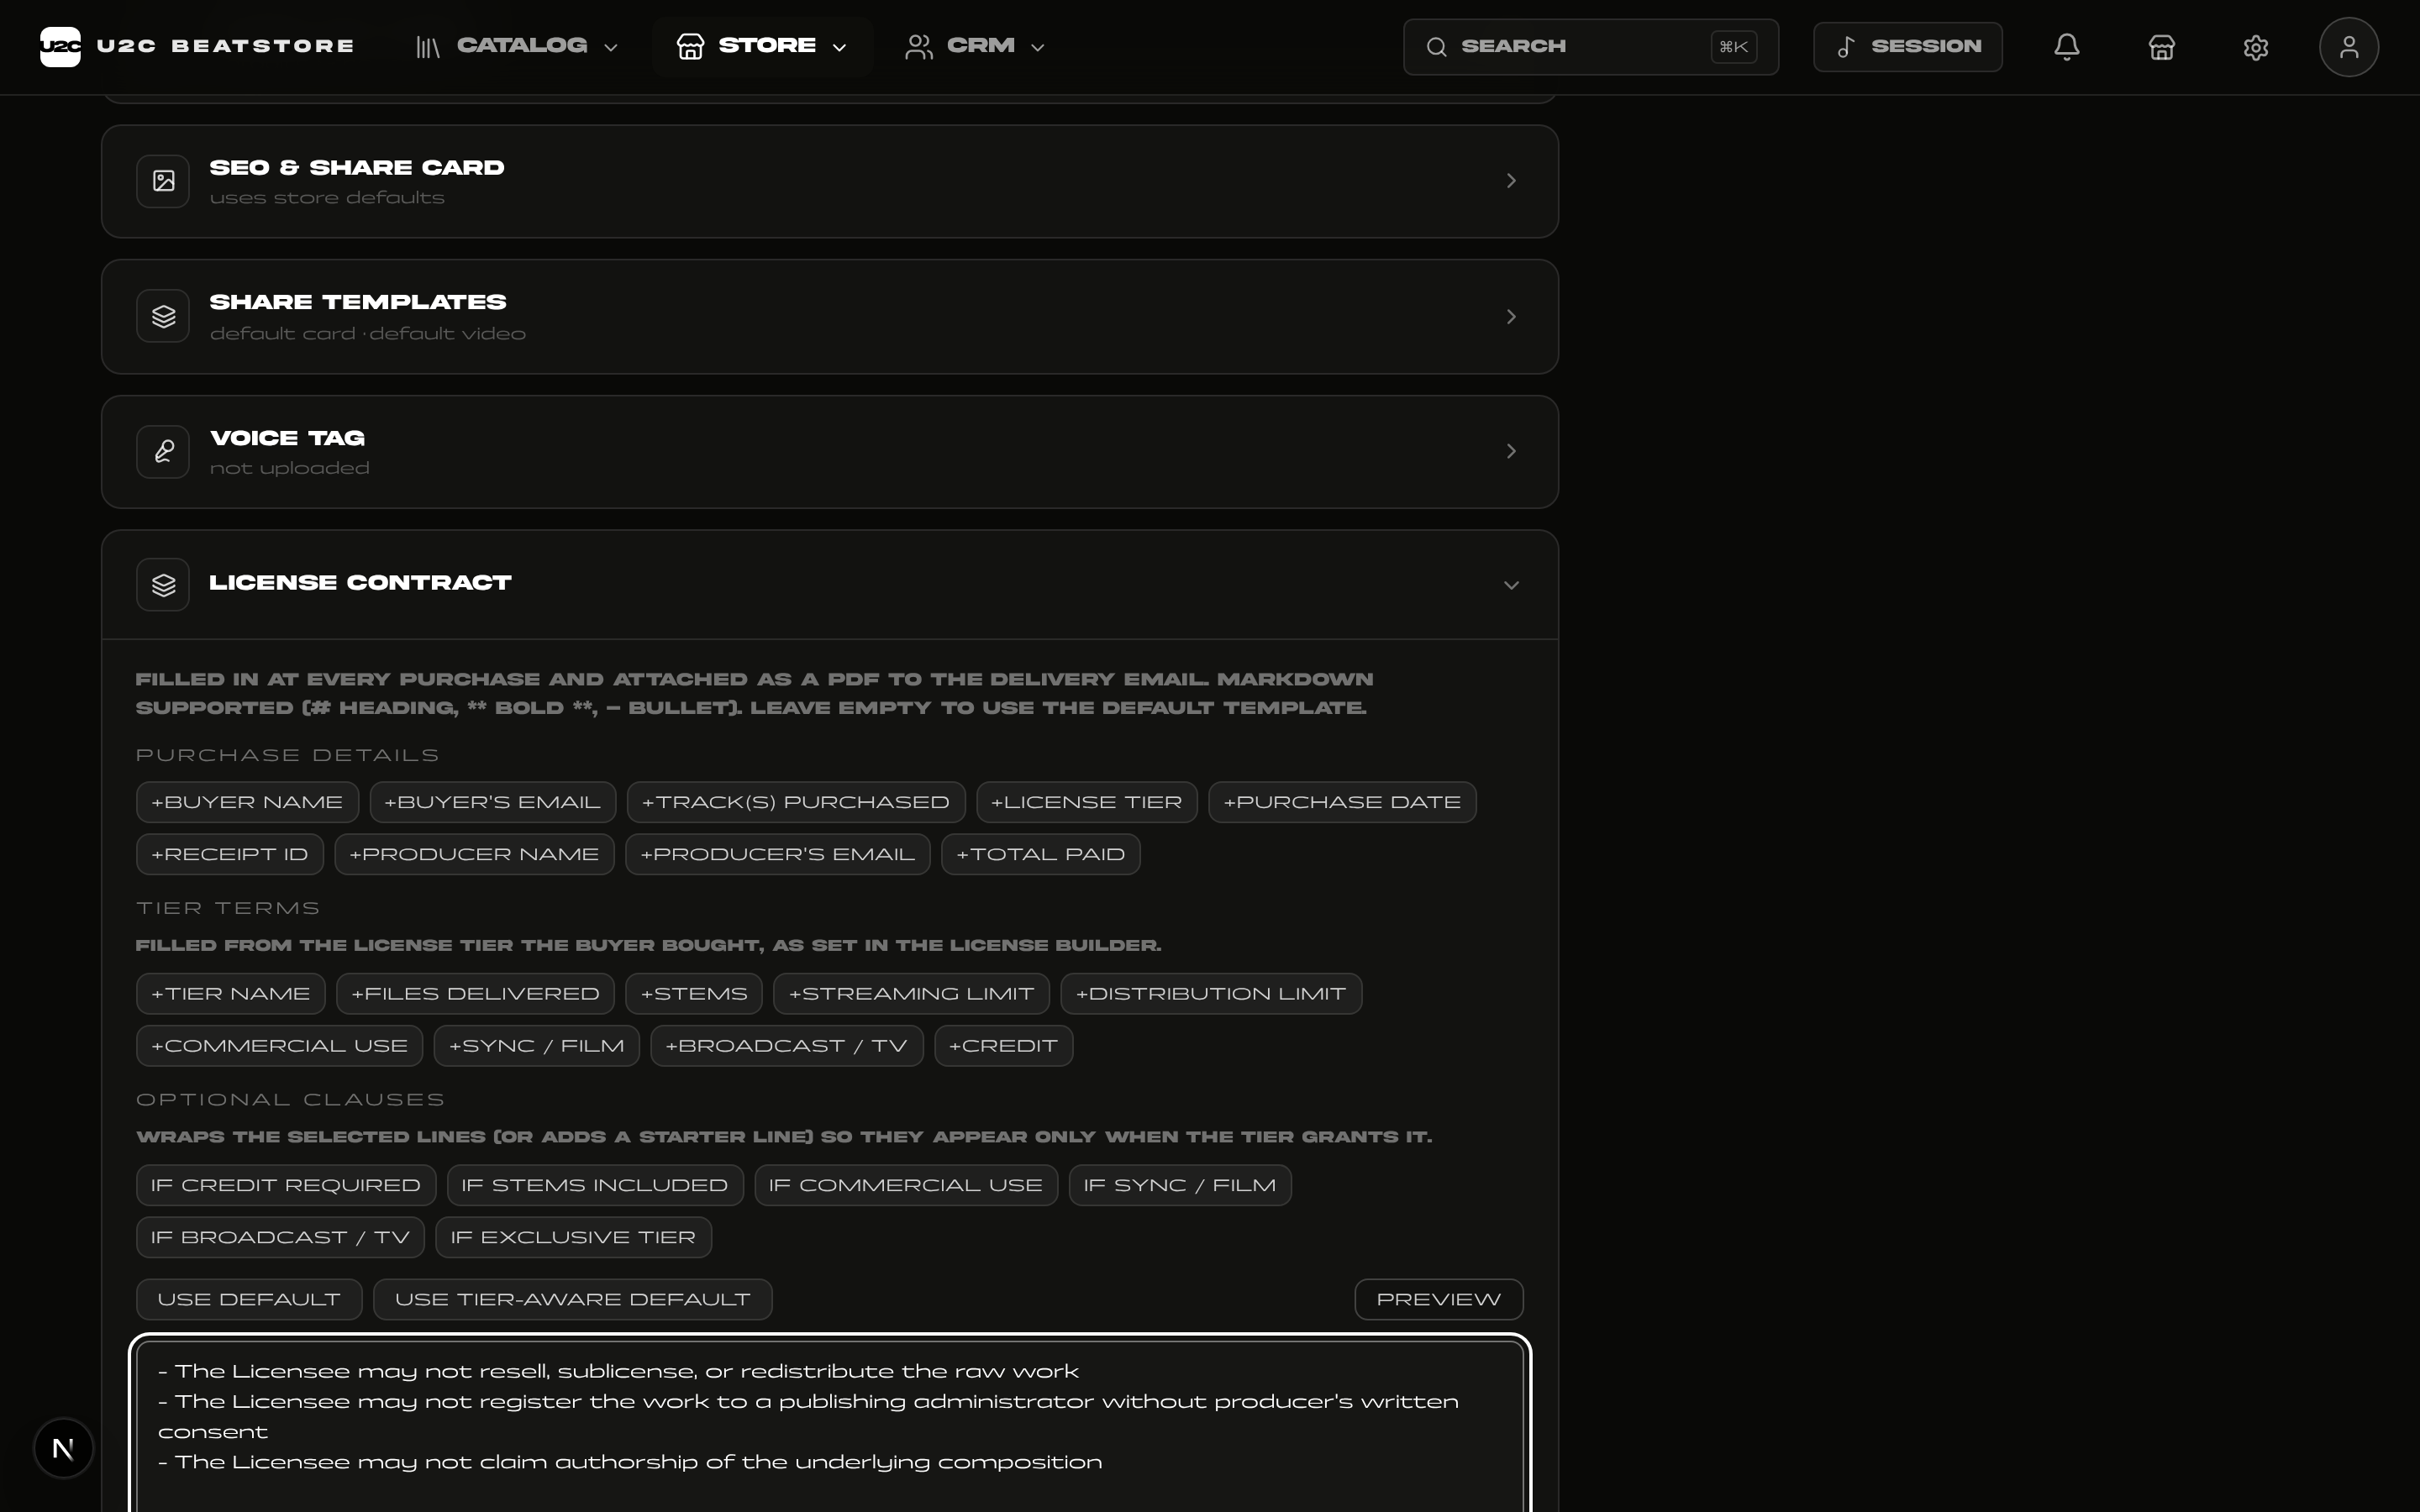 U2C U2C BEATSTORE CATALOG STORE CRM SEARCH ⌘K SESSION
SEO & SHARE CARD
uses store defaults
SHARE TEMPLATES
default card · default video
VOICE TAG
not uploaded
LICENSE CONTRACT
FILLED IN AT EVERY PURCHASE AND ATTACHED AS A PDF TO THE DELIVERY EMAIL. MARKDOWN
SUPPORTED (# HEADING, ** BOLD **, – BULLET). LEAVE EMPTY TO USE THE DEFAULT TEMPLATE.
PURCHASE DETAILS
+BUYER NAME +BUYER'S EMAIL +TRACK(S) PURCHASED +LICENSE TIER +PURCHASE DATE
+RECEIPT ID +PRODUCER NAME +PRODUCER'S EMAIL +TOTAL PAID
TIER TERMS
FILLED FROM THE LICENSE TIER THE BUYER BOUGHT, AS SET IN THE LICENSE BUILDER.
+TIER NAME +FILES DELIVERED +STEMS +STREAMING LIMIT +DISTRIBUTION LIMIT
+COMMERCIAL USE +SYNC / FILM +BROADCAST / TV +CREDIT
OPTIONAL CLAUSES
WRAPS THE SELECTED LINES (OR ADDS A STARTER LINE) SO THEY APPEAR ONLY WHEN THE TIER GRANTS IT.
IF CREDIT REQUIRED IF STEMS INCLUDED IF COMMERCIAL USE IF SYNC / FILM
IF BROADCAST / TV IF EXCLUSIVE TIER
USE DEFAULT USE TIER-AWARE DEFAULT PREVIEW
- The Licensee may not resell, sublicense, or redistribute the raw work
- The Licensee may not register the work to a publishing administrator without producer's written
consent
- The Licensee may not claim authorship of the underlying composition
N